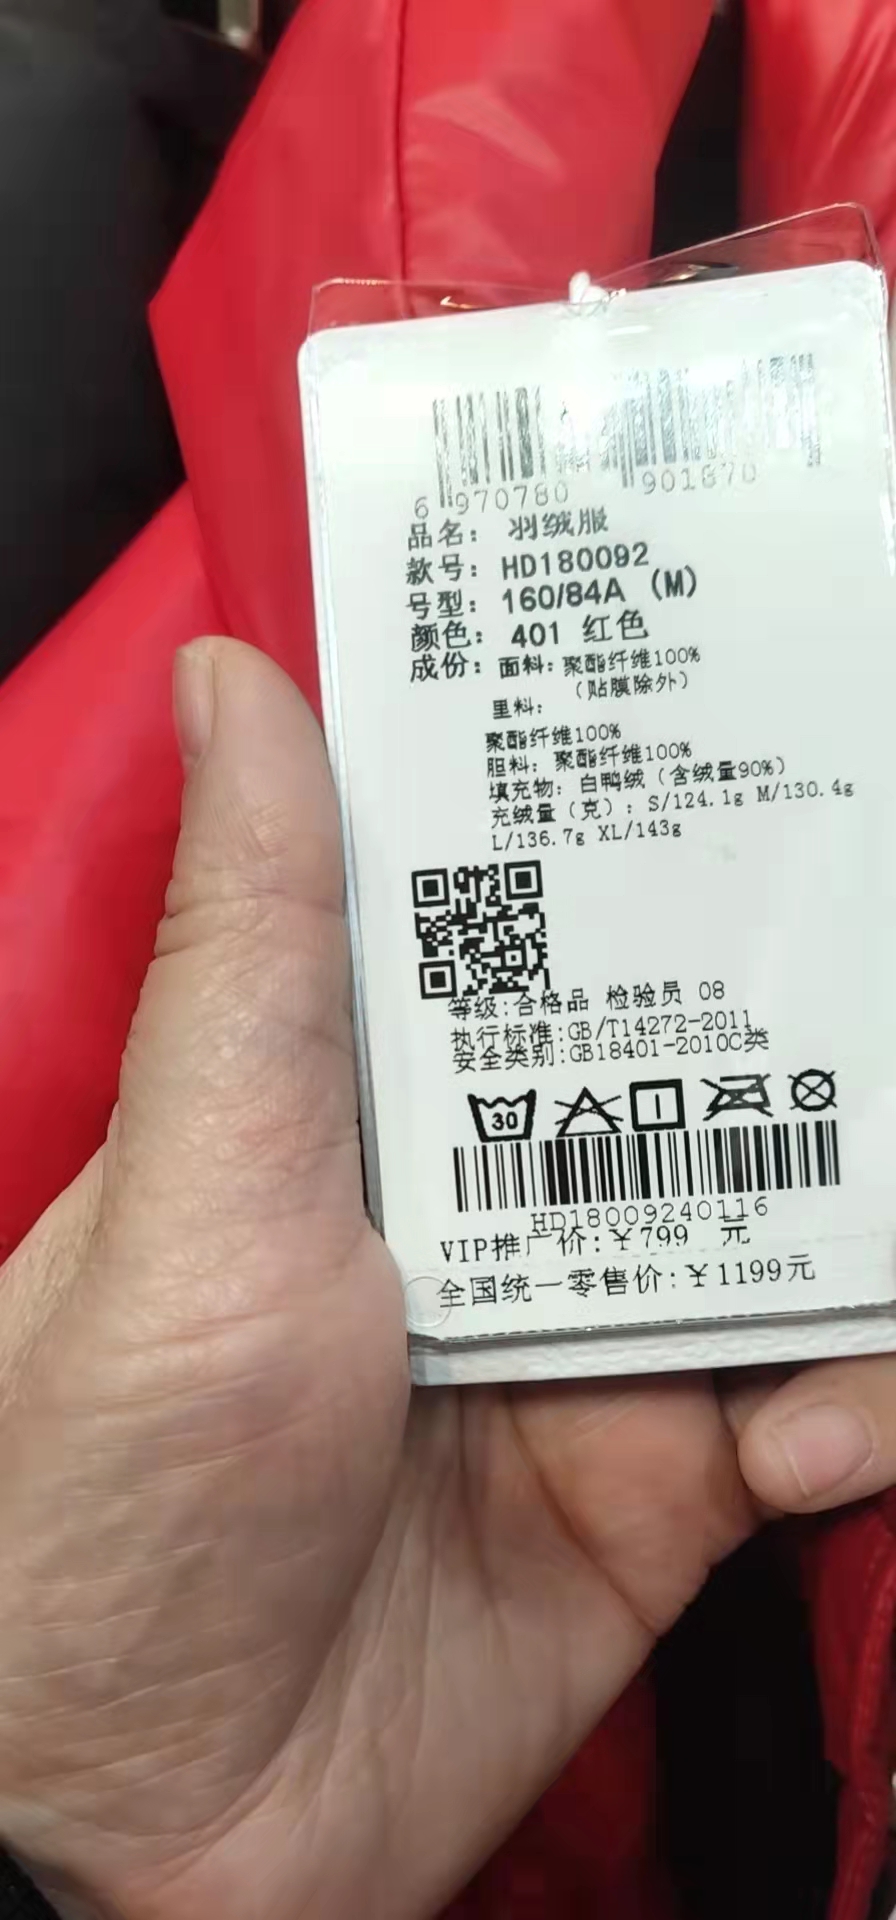 6 970780 901870
品名： 羽绒服
款号：HD180092
号型：160/84A（M）
颜色： 401 红色
成份：面料：聚酯纤维100%
（贴膜除外）
里料：
聚酯纤维100%
胆料：聚酯纤维100%
填充物：白鸭绒（含绒量90%）
充绒量（克）：S/124.1g M/130.4g
L/136.7g XL/143g
等级:合格品 检验员 08
执行标准:GB/T14272-2011
安全类别:GB18401-2010C类
30
HD18009240116
VIP推广价:￥799 元
全国统一零售价:￥1199元